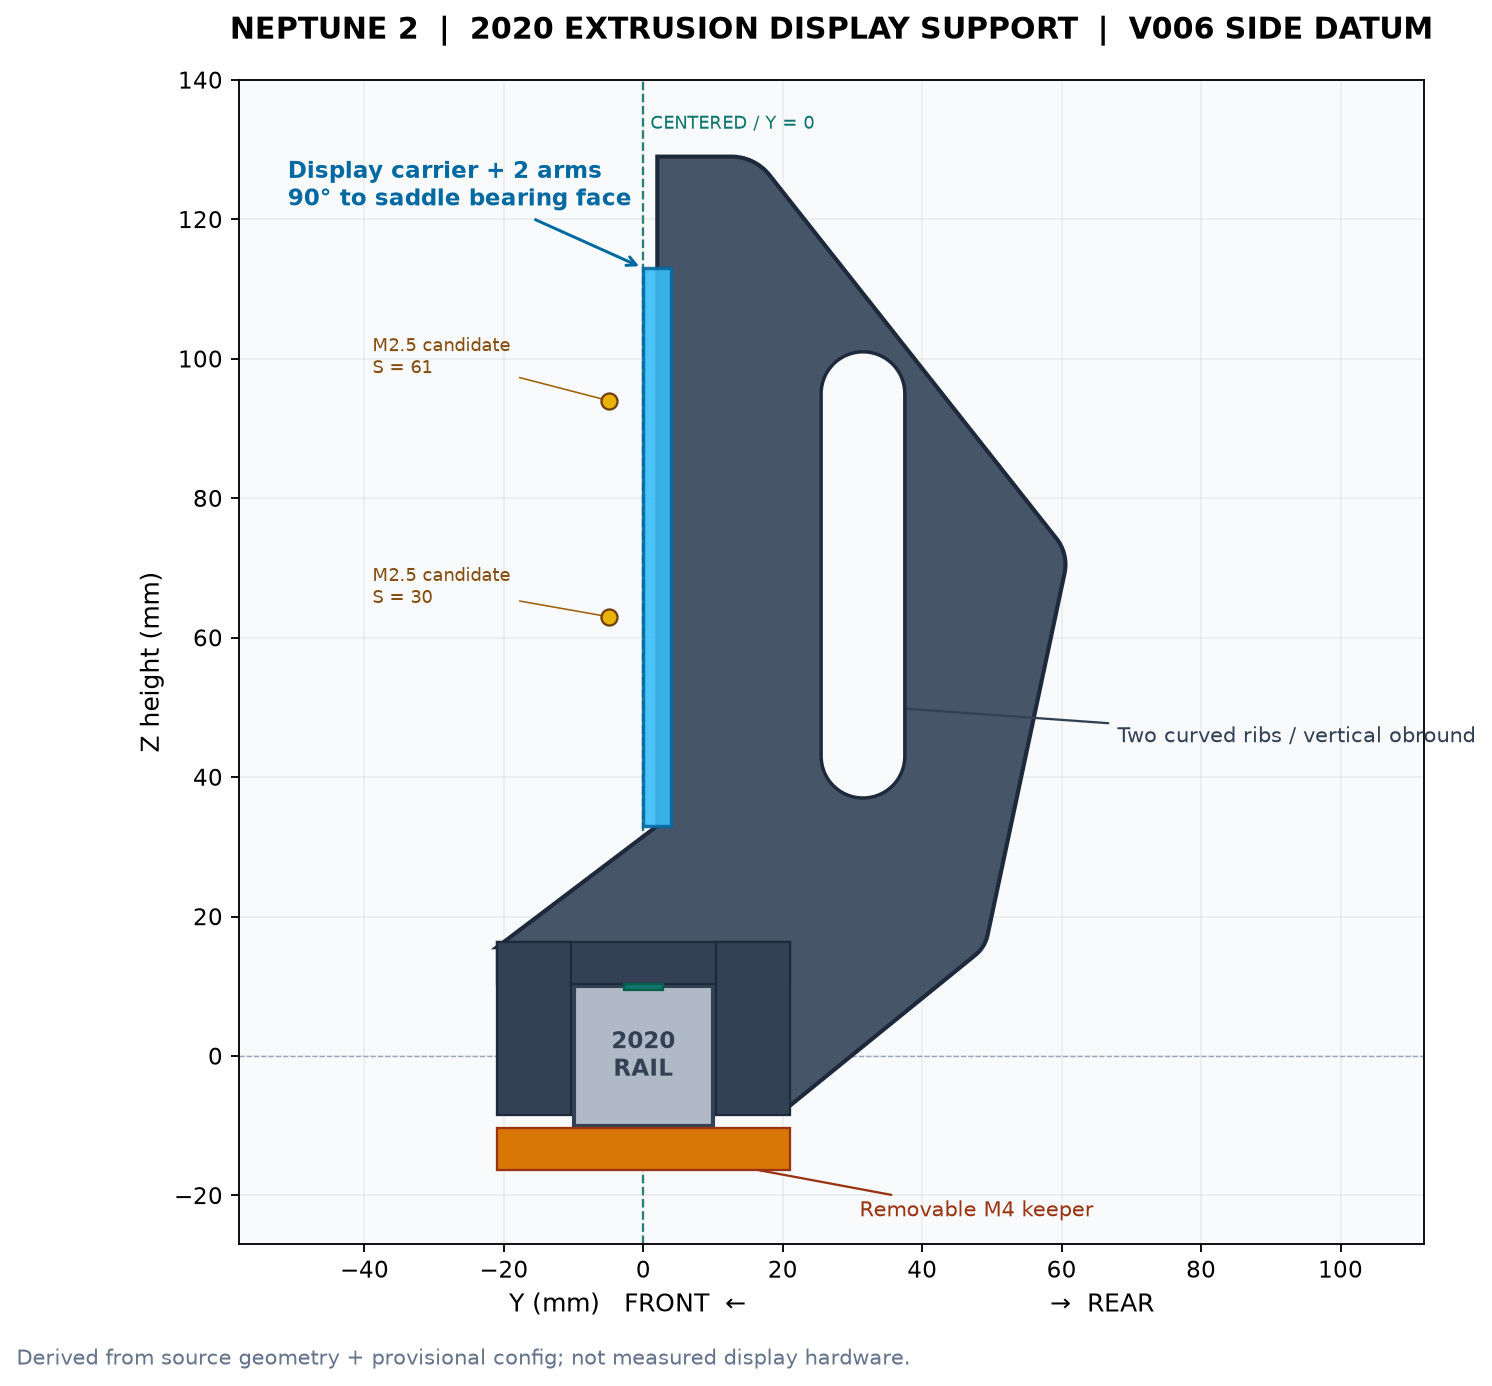 NEPTUNE 2 | 2020 EXTRUSION DISPLAY SUPPORT | V006 SIDE DATUM
140
CENTERED / Y = 0
Display carrier + 2 arms
90° to saddle bearing face
120
M2.5 candidate
S = 61
100
80
M2.5 candidate
S = 30
60
Z height (mm)
Two curved ribs / vertical obround
40
20
2020
RAIL
0
−20
Removable M4 keeper
−40
−20
0
20
40
60
80
100
Y (mm) FRONT ←
→ REAR
Derived from source geometry + provisional config; not measured display hardware.